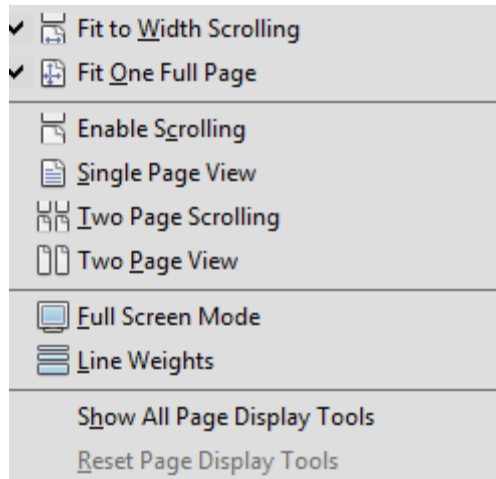 Fit to Width Scrolling
Fit One Full Page
Enable Scrolling
Single Page View
Two Page Scrolling
Two Page View
Full Screen Mode
Line Weights
Show All Page Display Tools
Reset Page Display Tools